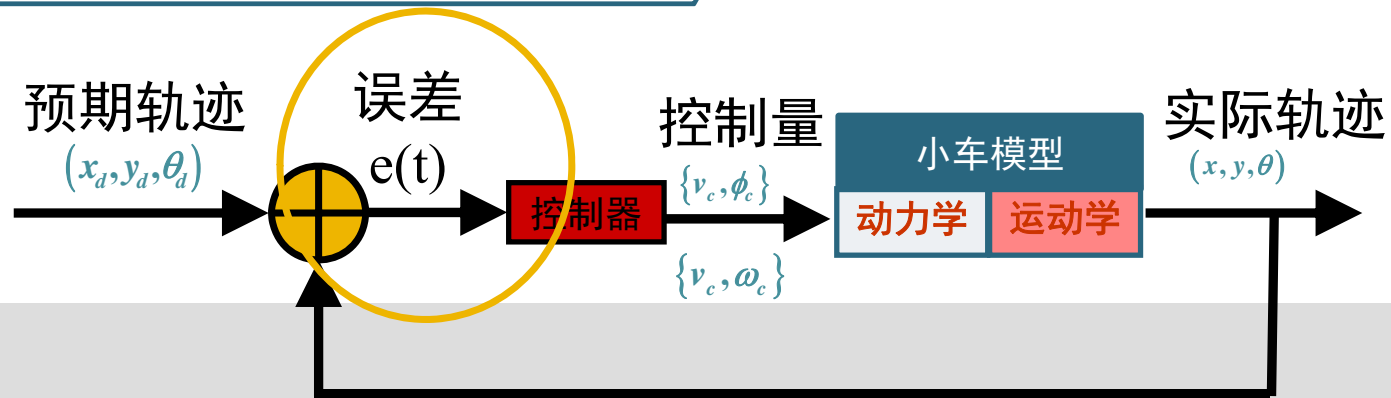 预期轨迹
(x_d, y_d, θ_d)
误差
e(t)
控制器
控制量
{v_c, ϕ_c}
{v_c, ω_c}
小车模型
动力学
运动学
实际轨迹
(x, y, θ)